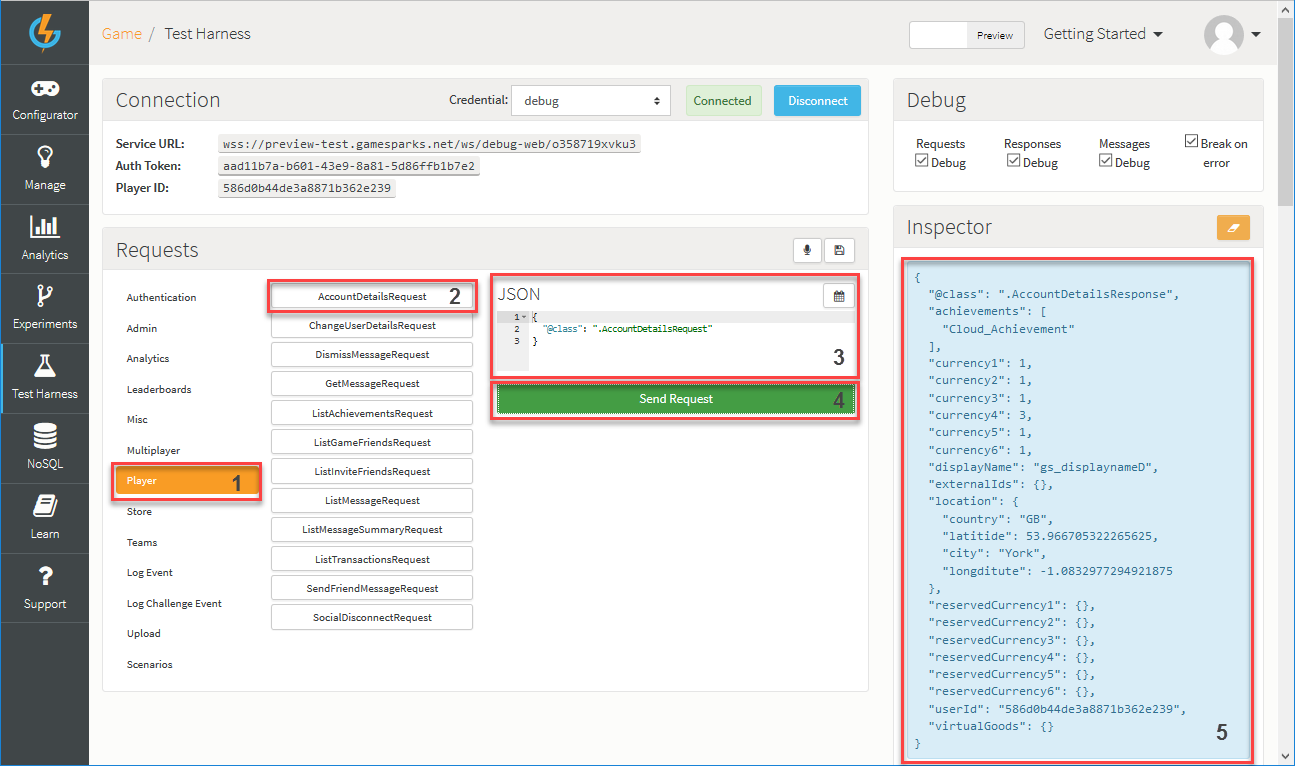 Game / Test Harness
Preview
Getting Started
Configurator
Manage
Analytics
Experiments
Test Harness
NoSQL
Learn
Support
Connection
Credential: debug
Connected
Disconnect
Service URL: wss://preview-test.gamesparks.net/ws/debug-web/o358719xvku3
Auth Token: aad11b7a-b601-43e9-8a81-5d86ffb1b7e2
Player ID: 586d0b44de3a8871b362e239
Requests
Authentication
Admin
Analytics
Leaderboards
Misc
Multiplayer
Player 1
Store
Teams
Log Event
Log Challenge Event
Upload
Scenarios
AccountDetailsRequest 2
ChangeUserDetailsRequest
DismissMessageRequest
GetMessageRequest
ListAchievementsRequest
ListGameFriendsRequest
ListInviteFriendsRequest
ListMessageRequest
ListMessageSummaryRequest
ListTransactionsRequest
SendFriendMessageRequest
SocialDisconnectRequest
JSON
1 {
2 "@class": ".AccountDetailsRequest"
3 }
3
Send Request 4
Debug
Requests Responses Messages Break on
Debug Debug Debug error
Inspector
{
"@class": ".AccountDetailsResponse",
"achievements": [
"Cloud_Achievement"
],
"currency1": 1,
"currency2": 1,
"currency3": 1,
"currency4": 3,
"currency5": 1,
"currency6": 1,
"displayName": "gs_displaynameD",
"externalIds": {},
"location": {
"country": "GB",
"latitide": 53.966705322265625,
"city": "York",
"longditute": -1.0832977294921875
},
"reservedCurrency1": {},
"reservedCurrency2": {},
"reservedCurrency3": {},
"reservedCurrency4": {},
"reservedCurrency5": {},
"reservedCurrency6": {},
"userId": "586d0b44de3a8871b362e239",
"virtualGoods": {}
}
5